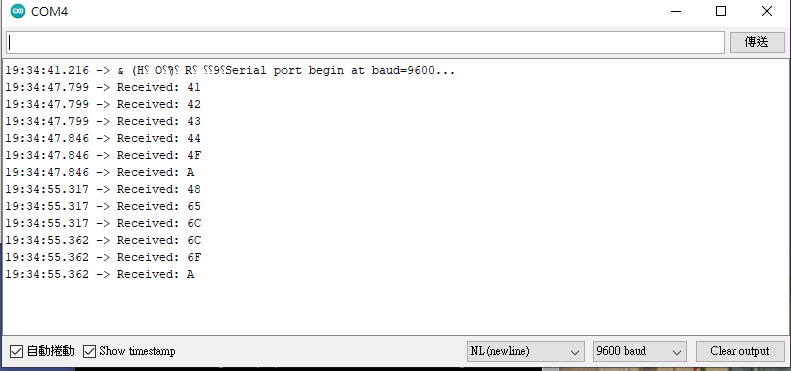 COM4
傳送
19:34:41.216 -> & (H⸮ O⸮Ϡ⸮ R⸮ ⸮⸮9⸮Serial port begin at baud=9600...
19:34:47.799 -> Received: 41
19:34:47.799 -> Received: 42
19:34:47.799 -> Received: 43
19:34:47.846 -> Received: 44
19:34:47.846 -> Received: 4F
19:34:47.846 -> Received: A
19:34:55.317 -> Received: 48
19:34:55.317 -> Received: 65
19:34:55.317 -> Received: 6C
19:34:55.362 -> Received: 6C
19:34:55.362 -> Received: 6F
19:34:55.362 -> Received: A
自動捲動 Show timestamp NL(newline) 9600 baud Clear output